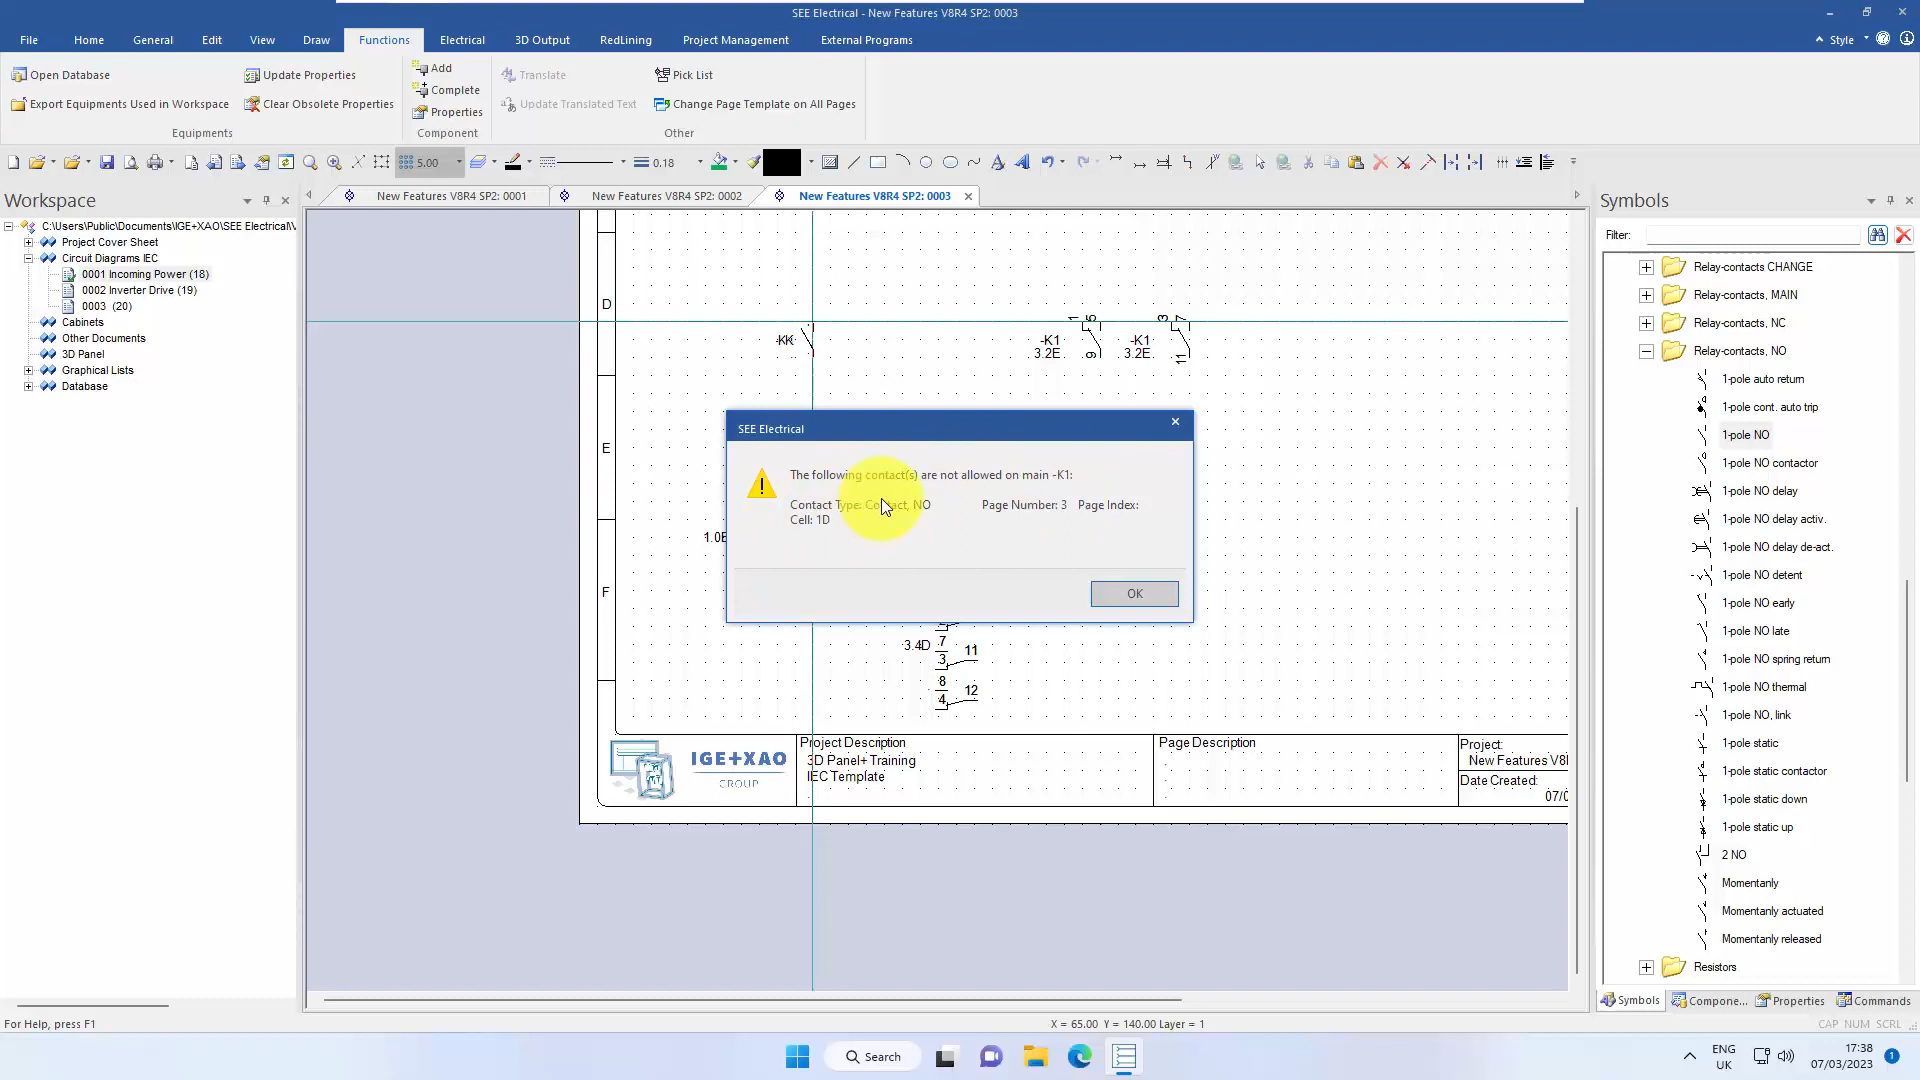 SEE Electrical - New Features V8R4 SP2: 0003
File Home General Edit View Draw Functions Electrical 3D Output RedLining Project Management External Programs Style
Open Database Update Properties Add Translate Pick List
Complete
Export Equipments Used in Workspace Clear Obsolete Properties Update Translated Text Change Page Template on All Pages
Properties
Equipments Component Other
5.00 0.18
Workspace
New Features V8R4 SP2: 0001 New Features V8R4 SP2: 0002 New Features V8R4 SP2: 0003
Symbols
C:\Users\Public\Documents\IGE+XAO\SEE Electrical\V
Project Cover Sheet
Circuit Diagrams IEC
0001 Incoming Power (18)
0002 Inverter Drive (19)
0003 (20)
Cabinets
Other Documents
3D Panel
Graphical Lists
Database
Filter:
Relay-contacts CHANGE
Relay-contacts, MAIN
Relay-contacts, NC
Relay-contacts, NO
1-pole auto return
1-pole cont. auto trip
1-pole NO
1-pole NO contactor
1-pole NO delay
1-pole NO delay activ.
1-pole NO delay de-act.
1-pole NO detent
1-pole NO early
1-pole NO late
1-pole NO spring return
1-pole NO thermal
1-pole NO, link
1-pole static
1-pole static contactor
1-pole static down
1-pole static up
2 NO
Momentanly
Momentanly actuated
Momentanly released
Resistors
Symbols Compone... Properties Commands
D
E
F
-KK
-K1
3.2E
1 5
9
-K1
3.2E
3 7
11
SEE Electrical
The following contact(s) are not allowed on main -K1:
Contact Type: Contact, NO Page Number: 3 Page Index:
Cell: 1D
OK
3.4D 7
3 11
8
4 12
IGE+XAO
GROUP
Project Description
3D Panel+ Training
IEC Template
Page Description
Project:
New Features V8I
Date Created:
07/0
For Help, press F1
X = 65.00 Y = 140.00 Layer = 1
CAP NUM SCRL
Search
ENG
UK
17:38
07/03/2023
1